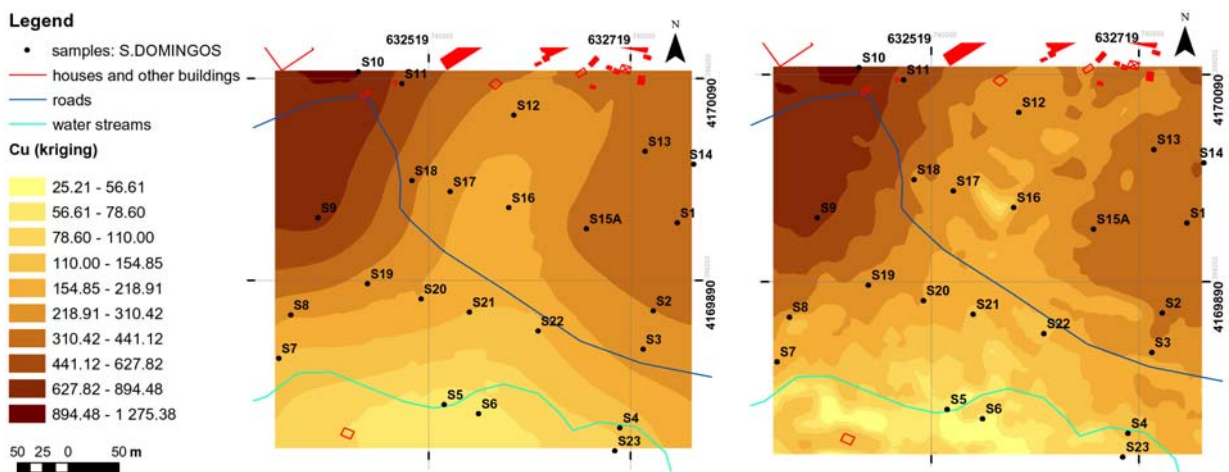 Legend
samples: S.DOMINGOS
houses and other buildings
roads
water streams
Cu (kriging)
25.21 - 56.61
56.61 - 78.60
78.60 - 110.00
110.00 - 154.85
154.85 - 218.91
218.91 - 310.42
310.42 - 441.12
441.12 - 627.82
627.82 - 894.48
894.48 - 1 275.38
50 25 0 50 m
632519 632719
N
4170090
4169890
S10
S11
S12
S13
S14
S18
S17
S16
S9
S15A
S1
S19
S20
S21
S8
S2
S22
S3
S7
S5
S6
S4
S23
632519 632719
N
4170090
4169890
S10
S11
S12
S13
S14
S18
S17
S16
S9
S15A
S1
S19
S20
S21
S8
S2
S22
S3
S7
S5
S6
S4
S23